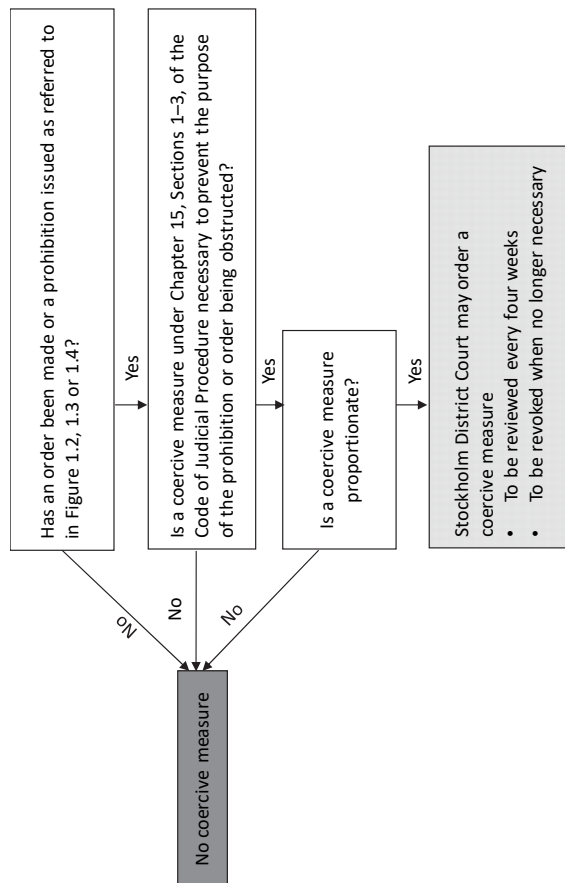 Has an order been made or a prohibition issued as referred to
in Figure 1.2, 1.3 or 1.4?
No
Yes
Is a coercive measure under Chapter 15, Sections 1–3, of the
Code of Judicial Procedure necessary to prevent the purpose
of the prohibition or order being obstructed?
No
Yes
No coercive measure
Is a coercive measure
proportionate?
No
Yes
Stockholm District Court may order a
coercive measure
• To be reviewed every four weeks
• To be revoked when no longer necessary